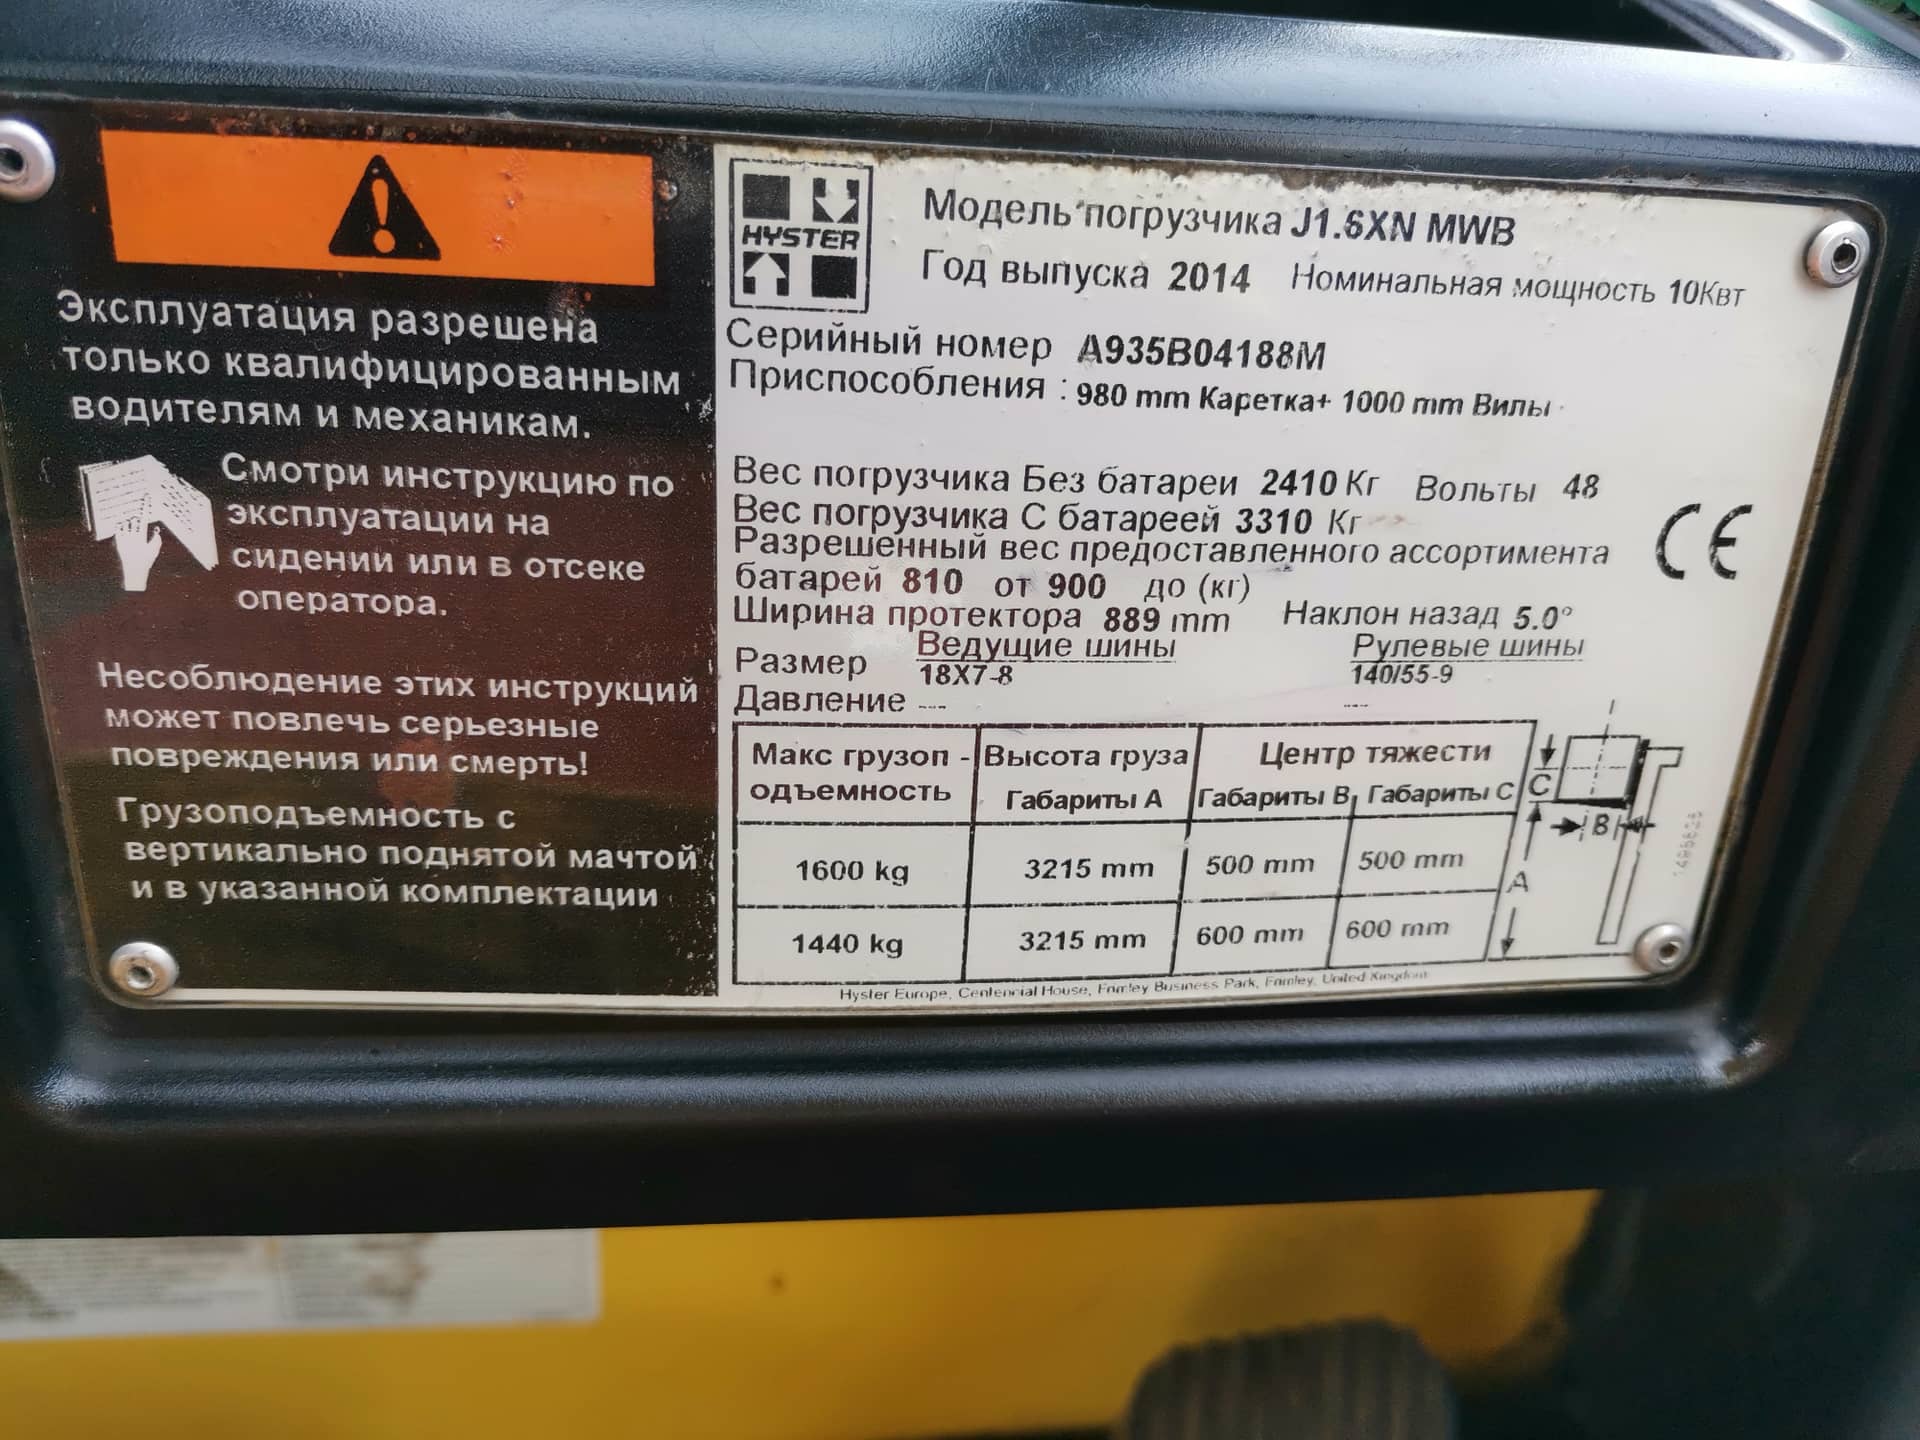 Эксплуатация разрешена
только квалифицированным
водителям и механикам.
Смотри инструкцию по
эксплуатации на
сидении или в отсеке
оператора.
Несоблюдение этих инструкций
может повлечь серьезные
повреждения или смерть!
Грузоподъемность с
вертикально поднятой мачтой
и в указанной комплектации
HYSTER
Модель погрузчика J1.6XN MWB
Год выпуска 2014 Номинальная мощность 10Квт
Серийный номер A935B04188M
Приспособления : 980 mm Каретка+ 1000 mm Вилы
Вес погрузчика Без батареи 2410 Кг Вольты 48
Вес погрузчика С батареей 3310 Кг
Разрешенный вес предоставленного ассортимента
батарей 810 от 900 до (кг)
Ширина протектора 889 mm Наклон назад 5.0°
Ведущие шины Рулевые шины
Размер 18X7-8 140/55-9
Давление --- ---
CE
Макс грузоп - Высота груза Центр тяжести
одъемность Габариты A Габариты B Габариты C
1600 kg 3215 mm 500 mm 500 mm
1440 kg 3215 mm 600 mm 600 mm
C
B
A
Hyster Europe, Centennial House, Frimley Business Park, Frimley, United Kingdom